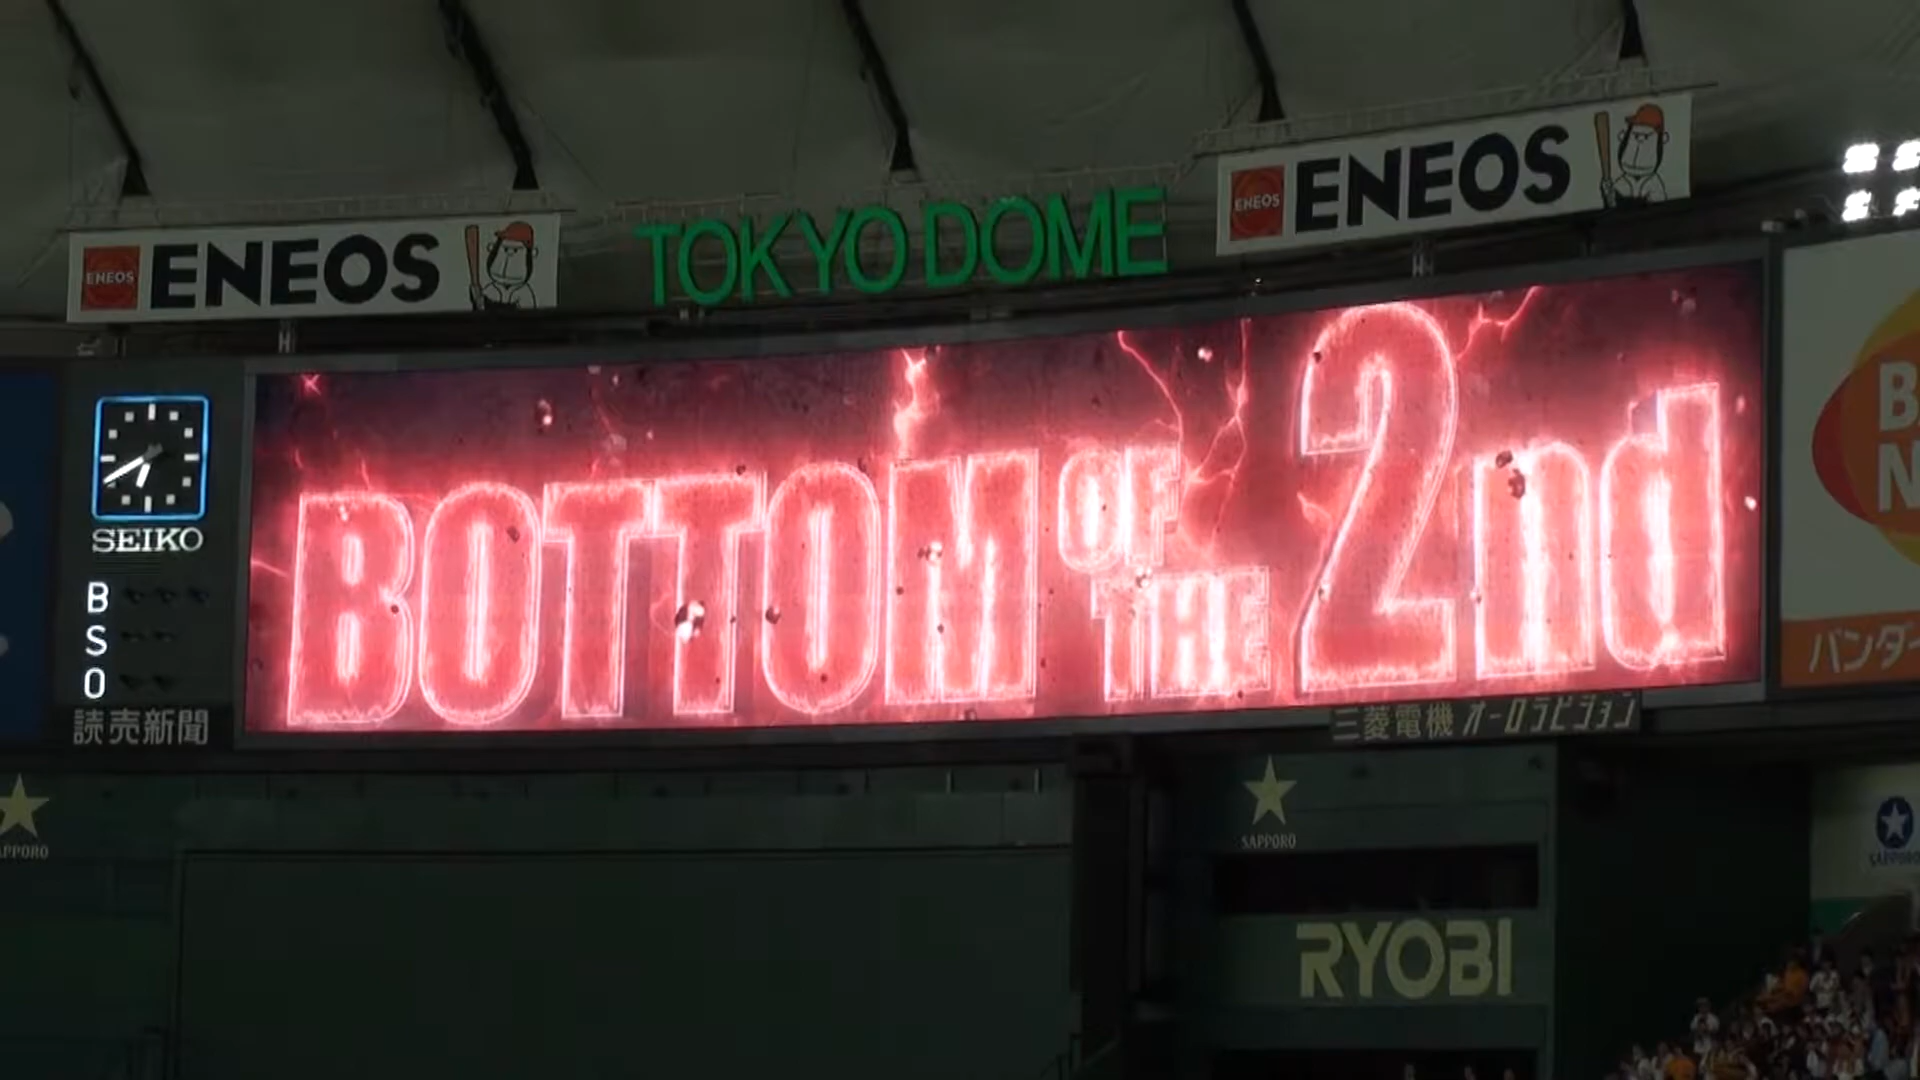 ENEOS ENEOS
TOKYO DOME
ENEOS ENEOS
SEIKO
B
S
O
読売新聞
BOTTOM OF THE 2nd
三菱電機 オーロラビジョン
SAPPORO
SAPPORO
RYOBI